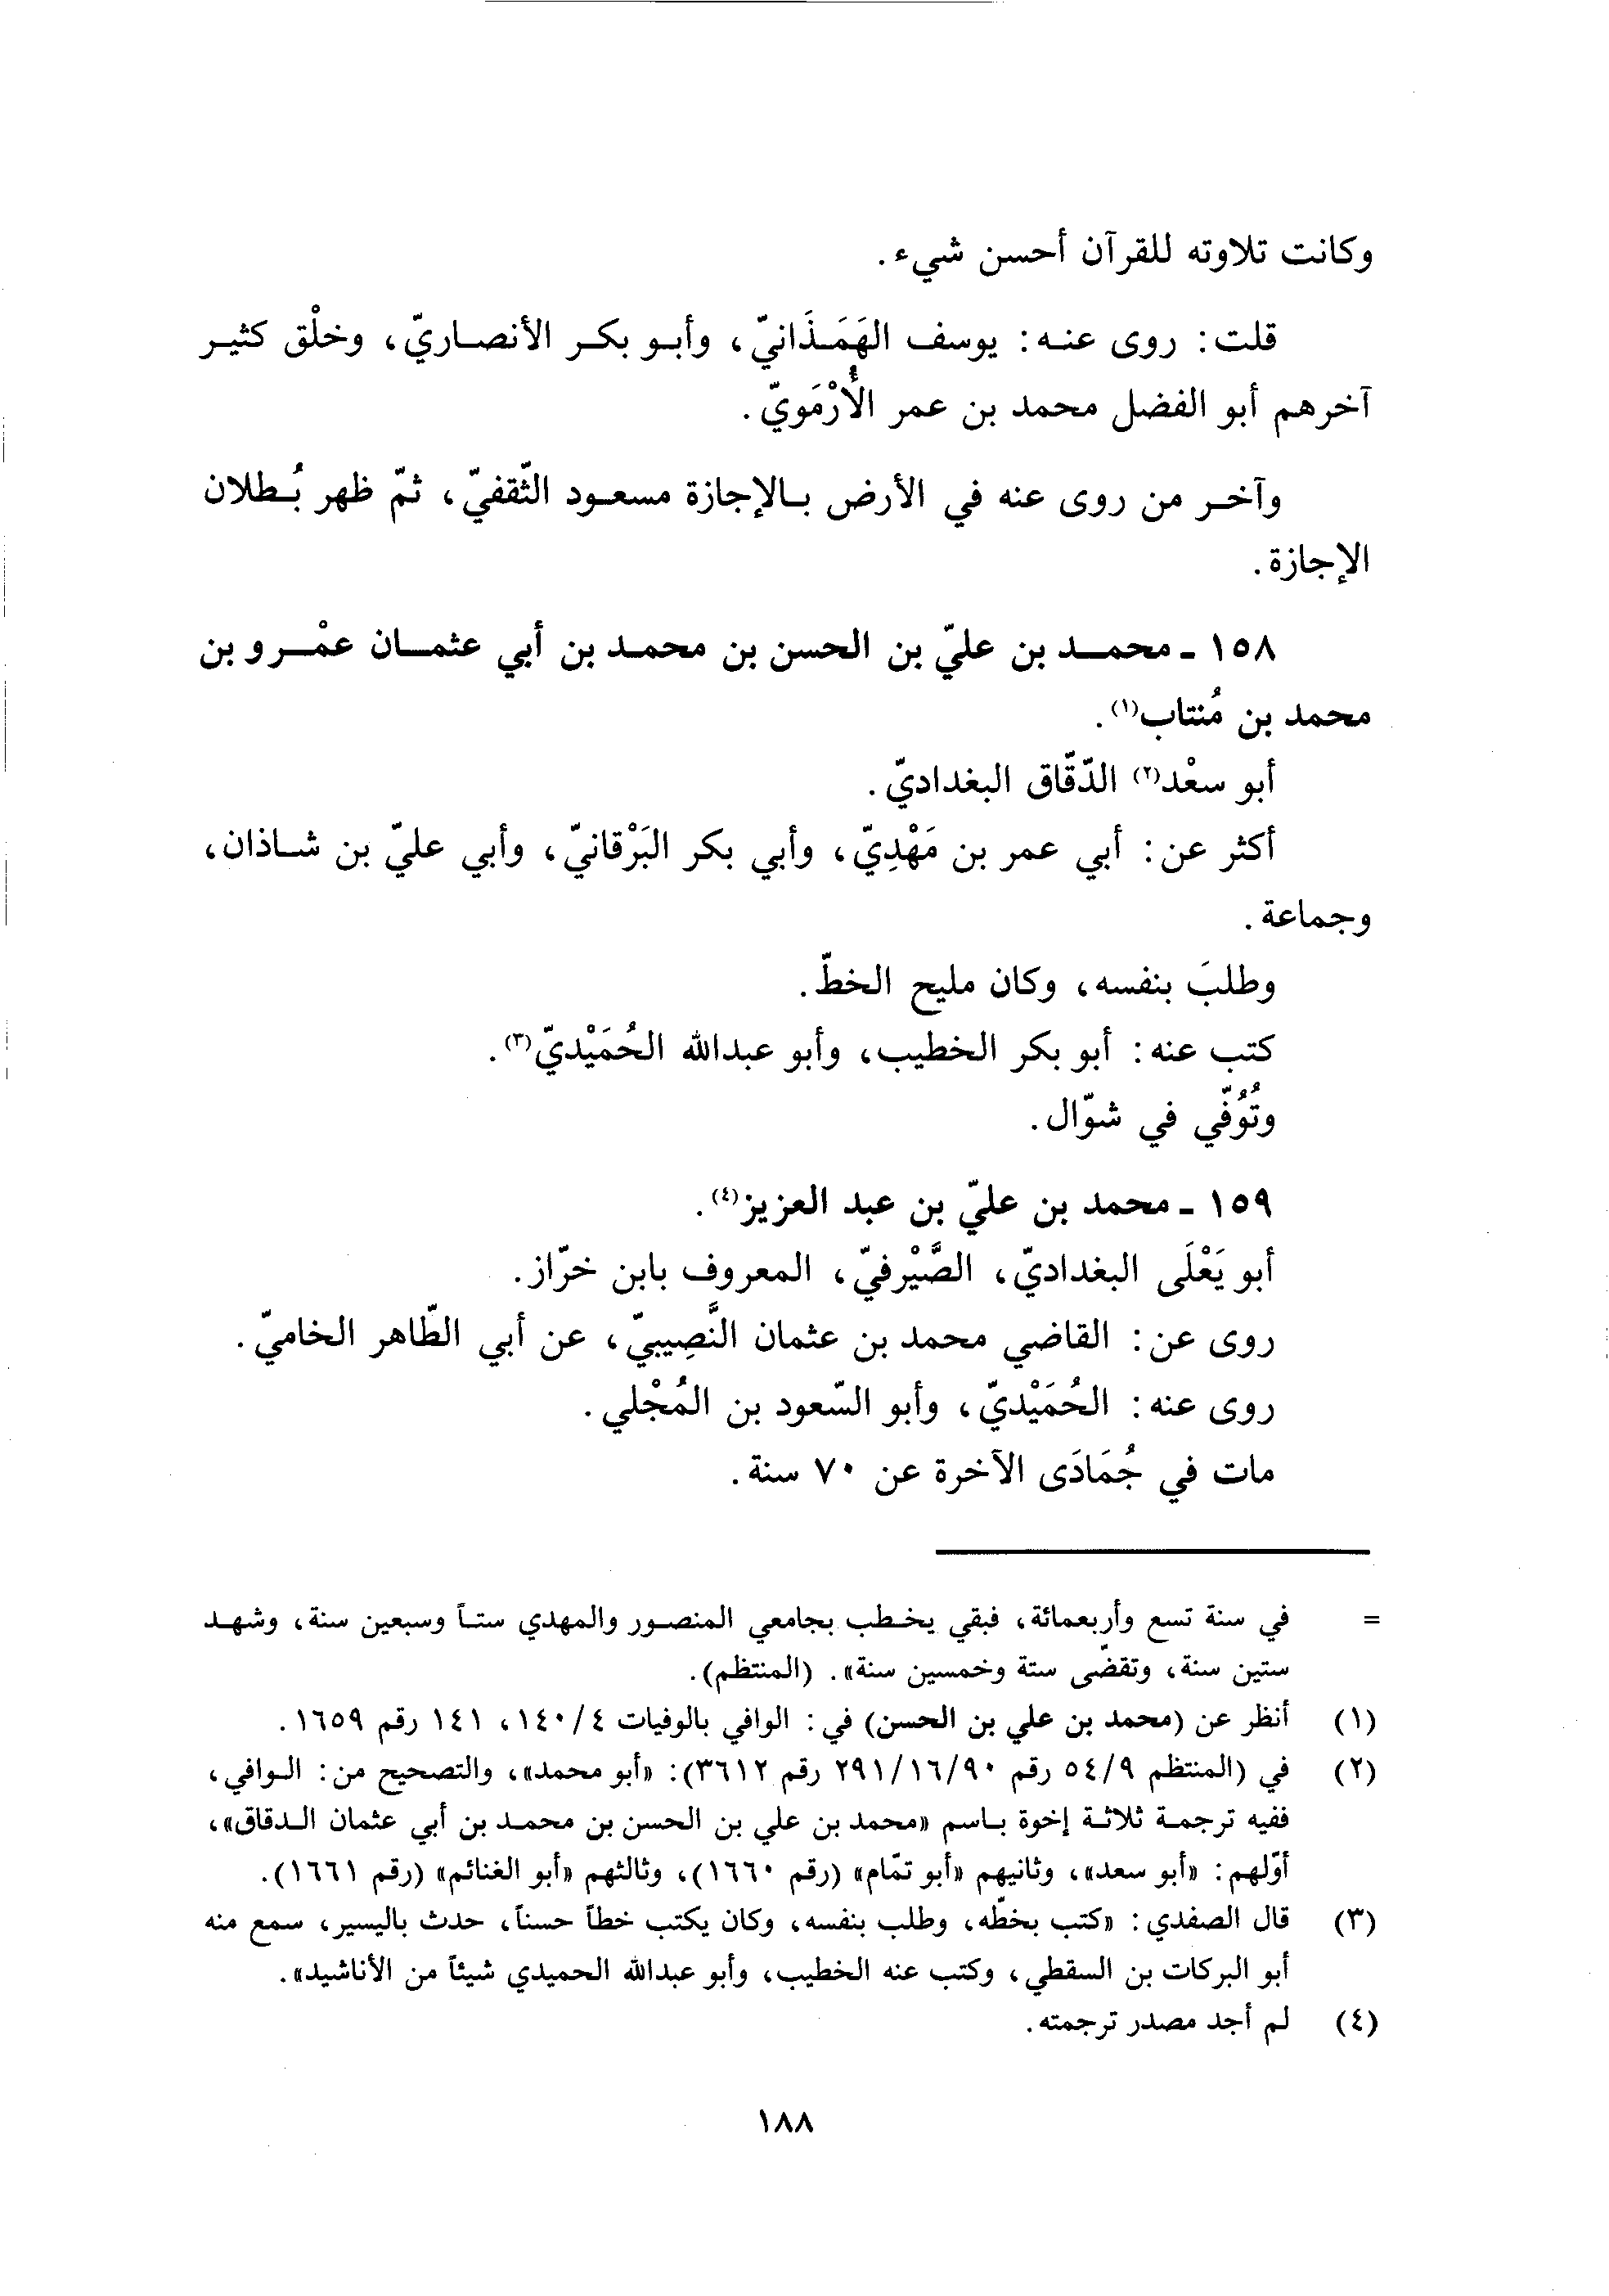 وكانت تلاوته للقرآن أحسن شيء.
قلت: روى عنه: يوسف الهَمَذَانيّ، وأبو بكر الأنصاريّ، وخلْق كثير
آخرهم أبو الفضل محمد بن عمر الأُرْمَويّ.
وآخر من روى عنه في الأرض بالإجازة مسعود الثّقفيّ، ثمّ ظهر بُطلان
الإجازة.
١٥٨ ـ محمد بن عليّ بن الحسن بن محمد بن أبي عثمان عمْرو بن
محمد بن مُنتاب(١).
أبو سعْد(٢) الدّقّاق البغداديّ.
أكثر عن: أبي عمر بن مَهْدِيّ، وأبي بكر البَرْقانيّ، وأبي عليّ بن شاذان،
وجماعة.
وطلبَ بنفسه، وكان مليح الخطّ.
كتب عنه: أبو بكر الخطيب، وأبو عبدالله الحُمَيْديّ(٣).
وتُوُفّي في شوّال.
١٥٩ ـ محمد بن عليّ بن عبد العزيز(٤).
أبو يَعْلَى البغداديّ، الصَّيْرفيّ، المعروف بابن خرّاز.
روى عن: القاضي محمد بن عثمان النَّصِيبيّ، عن أبي الطّاهر الخاميّ.
روى عنه: الحُمَيْديّ، وأبو السّعود بن المُجْلي.
مات في جُمَادَى الآخرة عن ٧٠ سنة.
= في سنة تسع وأربعمائة، فبقي يخطب بجامعي المنصور والمهدي ستاً وسبعين سنة، وشهد
ستين سنة، وتقضّى ستة وخمسين سنة». (المنتظم).
(١) أنظر عن (محمد بن علي بن الحسن) في: الوافي بالوفيات ١٤٠/٤، ١٤١ رقم ١٦٥٩.
(٢) في (المنتظم ٥٤/٩ رقم ٢٩١/١٦/٩٠ رقم ٣٦١٢): «أبو محمد»، والتصحيح من: الوافي،
ففيه ترجمة ثلاثة إخوة باسم «محمد بن علي بن الحسن بن محمد بن أبي عثمان الدقاق»،
أوّلهم: «أبو سعد»، وثانيهم «أبو تمّام» (رقم ١٦٦٠)، وثالثهم «أبو الغنائم» (رقم ١٦٦١).
(٣) قال الصفدي: «كتب بخطّه، وطلب بنفسه، وكان يكتب خطاً حسناً، حدث باليسير، سمع منه
أبو البركات بن السقطي، وكتب عنه الخطيب، وأبو عبدالله الحميدي شيئاً من الأناشيد».
(٤) لم أجد مصدر ترجمته.
١٨٨